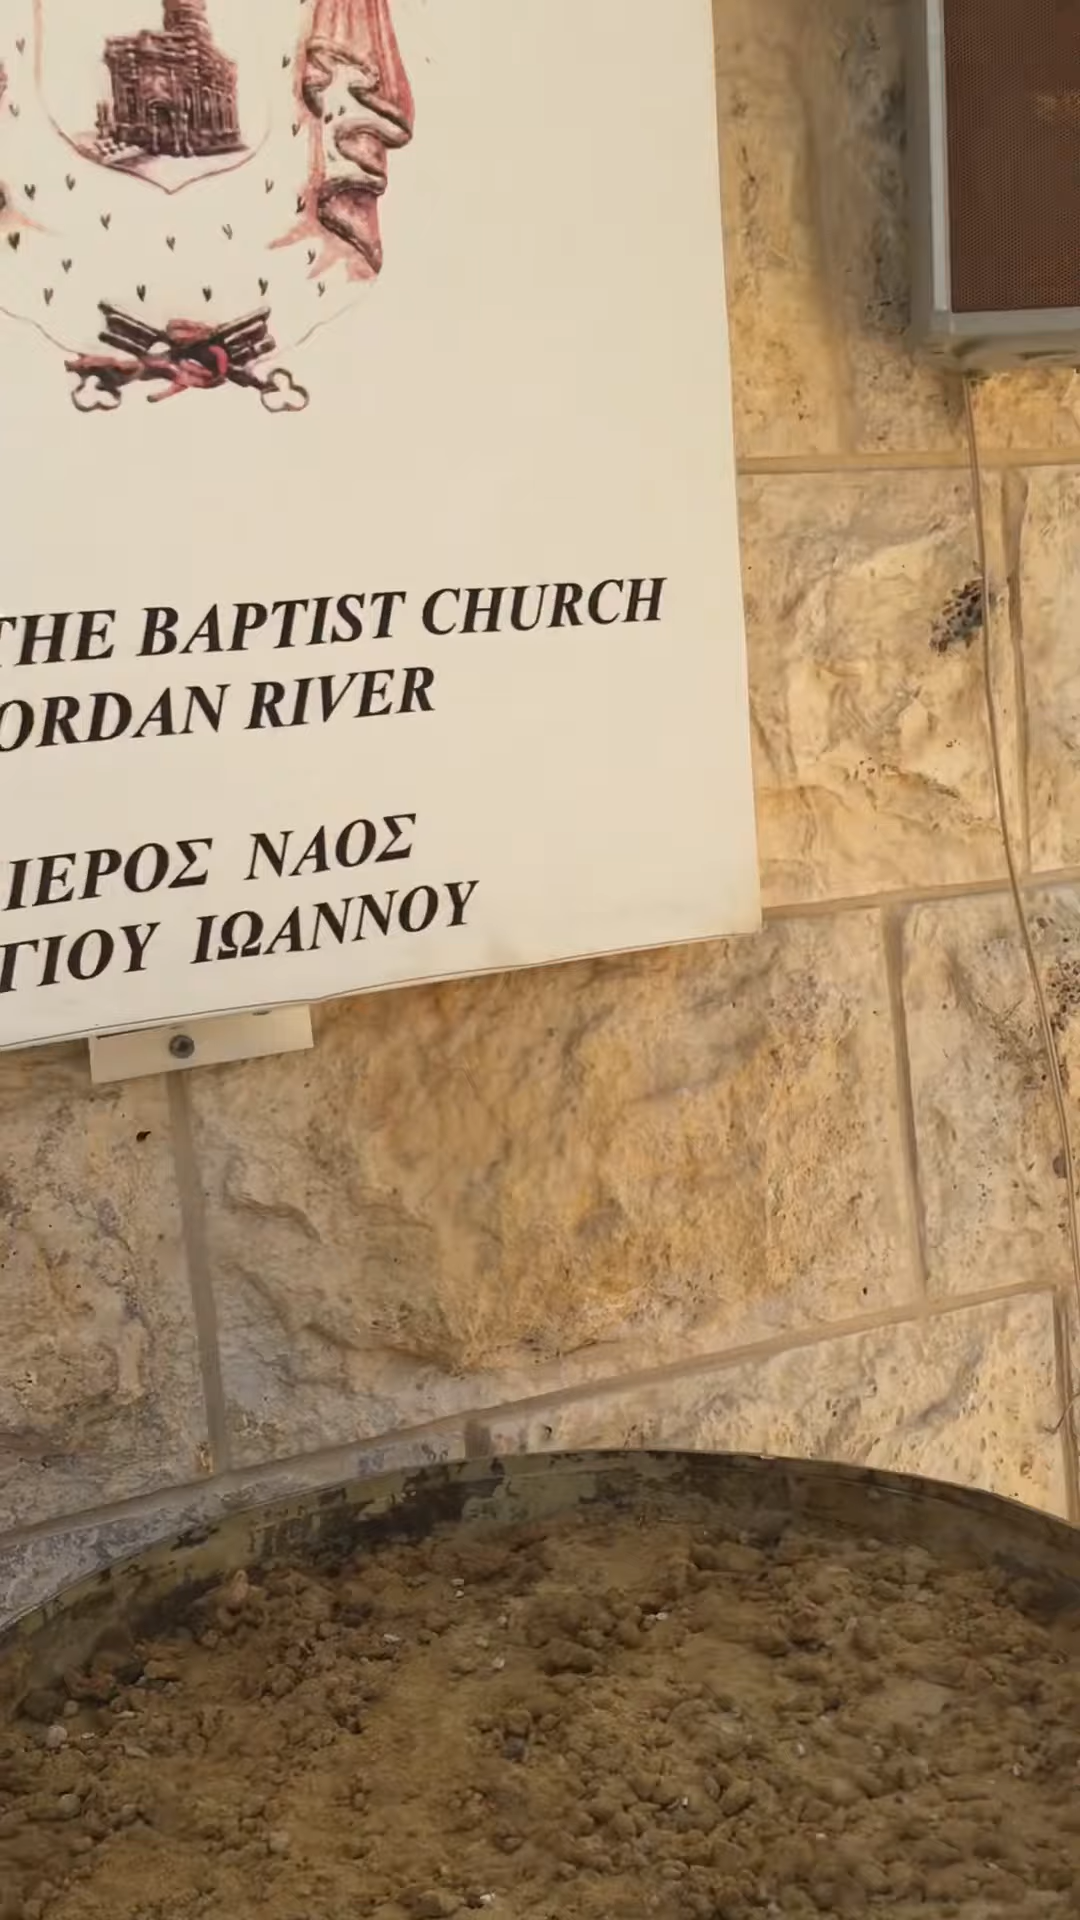 THE BAPTIST CHURCH
ORDAN RIVER
ΙΕΡΟΣ ΝΑΟΣ
ΓΙΟΥ ΙΩΑΝΝΟΥ